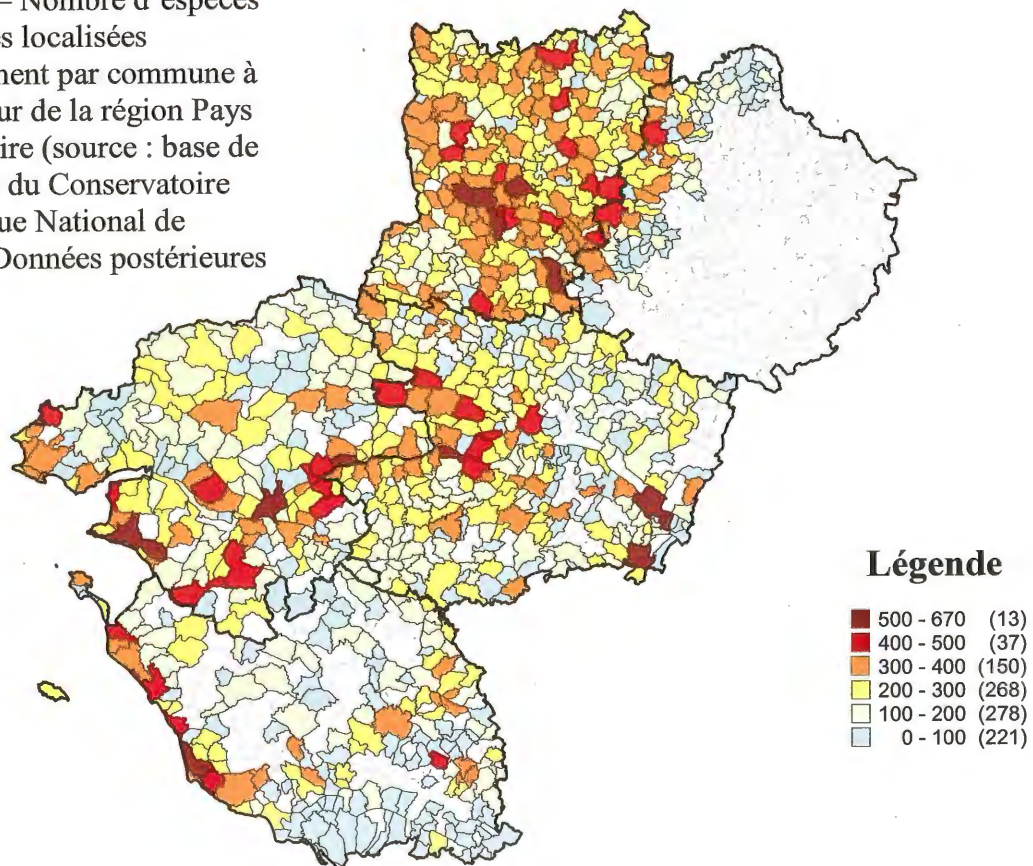 – Nombre d'espèces
es localisées
ment par commune à
ur de la région Pays
ire (source : base de
du Conservatoire
ue National de
Données postérieures
Légende
500 - 670 (13)
400 - 500 (37)
300 - 400 (150)
200 - 300 (268)
100 - 200 (278)
0 - 100 (221)